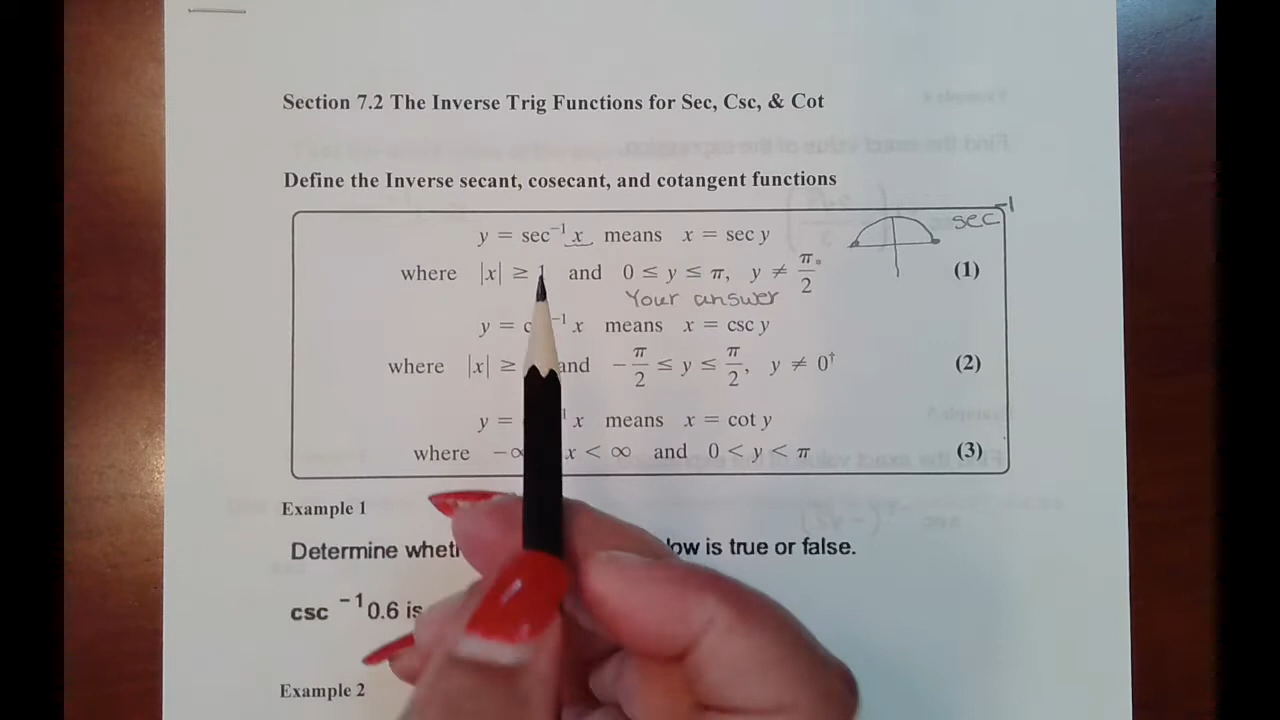 Section 7.2 The Inverse Trig Functions for Sec, Csc, & Cot
Define the Inverse secant, cosecant, and cotangent functions
y = sec⁻¹ x means x = sec y
sec⁻¹
where |x| ≥ 1 and 0 ≤ y ≤ π, y ≠ π/2 (1)
Your answer
y = c ⁻¹ x means x = csc y
where |x| ≥ and −π/2 ≤ y ≤ π/2, y ≠ 0† (2)
y = x means x = cot y
where −∞ x < ∞ and 0 < y < π (3)
Example 1
Determine is true or false.
csc ⁻¹0.6 is
Example 2